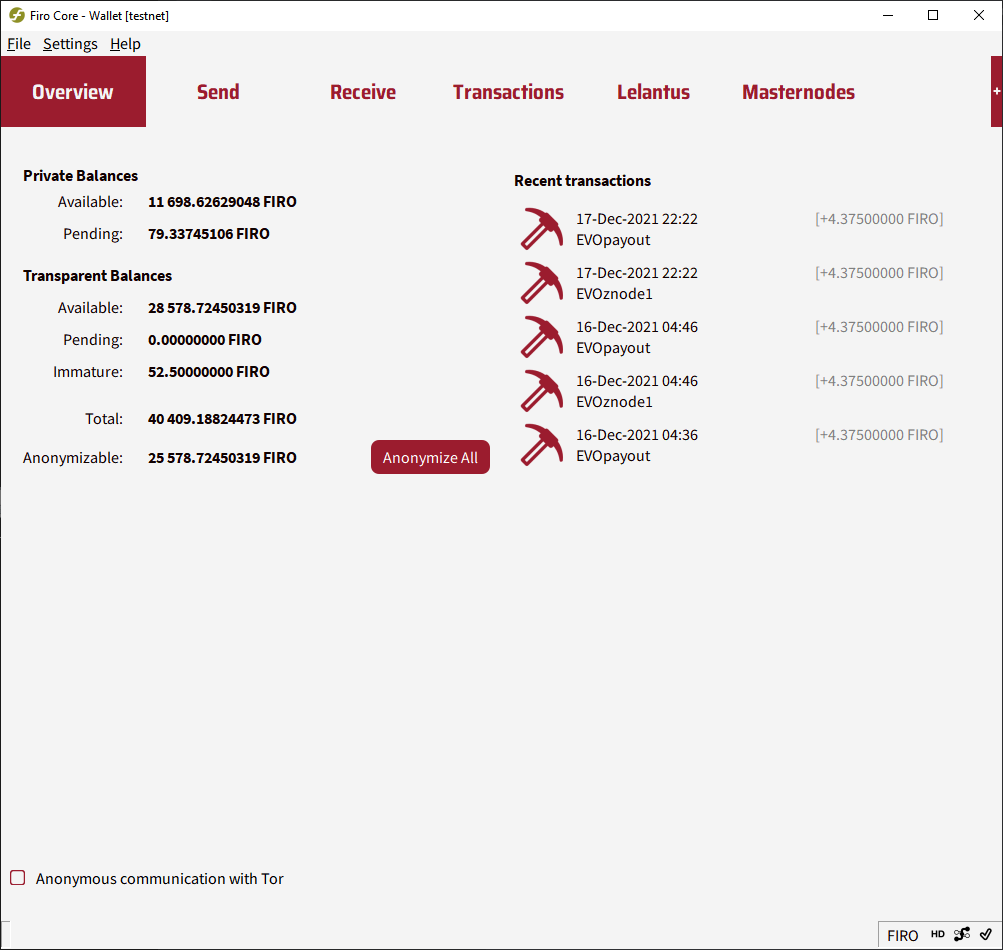 Firo Core - Wallet [testnet]
File Settings Help
Overview Send Receive Transactions Lelantus Masternodes +
Private Balances
Available: 11 698.62629048 FIRO
Pending: 79.33745106 FIRO
Transparent Balances
Available: 28 578.72450319 FIRO
Pending: 0.00000000 FIRO
Immature: 52.50000000 FIRO
Total: 40 409.18824473 FIRO
Anonymizable: 25 578.72450319 FIRO Anonymize All
Recent transactions
17-Dec-2021 22:22 [+4.37500000 FIRO]
EVOpayout
17-Dec-2021 22:22 [+4.37500000 FIRO]
EVOznode1
16-Dec-2021 04:46 [+4.37500000 FIRO]
EVOpayout
16-Dec-2021 04:46 [+4.37500000 FIRO]
EVOznode1
16-Dec-2021 04:36 [+4.37500000 FIRO]
EVOpayout
Anonymous communication with Tor
FIRO HD